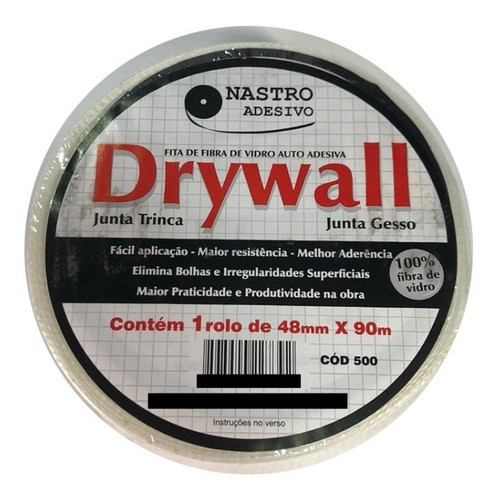 NASTRO
ADESIVO
FITA DE FIBRA DE VIDRO AUTO ADESIVA
Drywall
Junta Trinca
Junta Gesso
Fácil aplicação - Maior resistência - Melhor Aderência
Elimina Bolhas e Irregularidades Superficiais
Maior Praticidade e Produtividade na obra
100%
fibra de
vidro
Contém 1 rolo de 48mm X 90m
CÓD 500
Instruções no verso